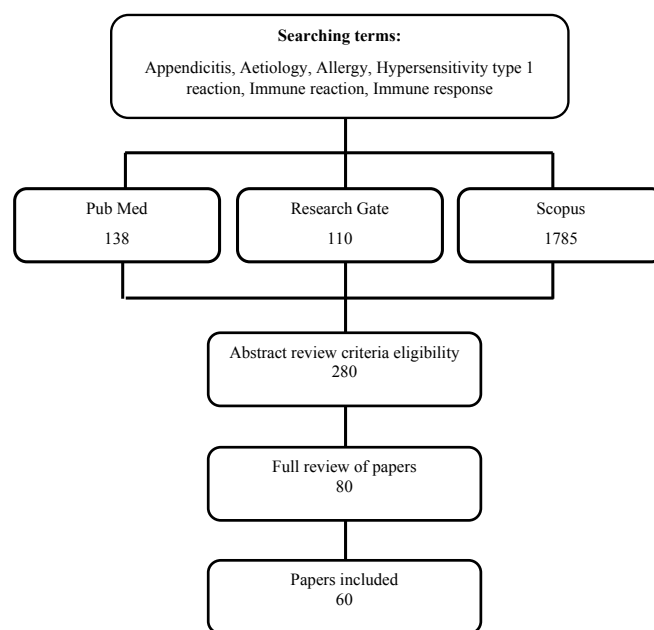 Searching terms:
Appendicitis, Aetiology, Allergy, Hypersensitivity type 1
reaction, Immune reaction, Immune response
Pub Med
138
Research Gate
110
Scopus
1785
Abstract review criteria eligibility
280
Full review of papers
80
Papers included
60